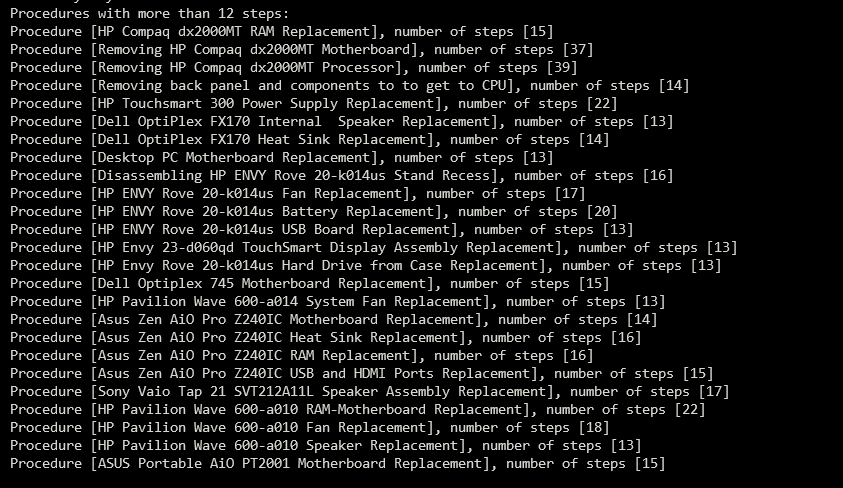 Procedures with more than 12 steps:
Procedure [HP Compaq dx2000MT RAM Replacement], number of steps [15]
Procedure [Removing HP Compaq dx2000MT Motherboard], number of steps [37]
Procedure [Removing HP Compaq dx2000MT Processor], number of steps [39]
Procedure [Removing back panel and components to to get to CPU], number of steps [14]
Procedure [HP Touchsmart 300 Power Supply Replacement], number of steps [22]
Procedure [Dell OptiPlex FX170 Internal  Speaker Replacement], number of steps [13]
Procedure [Dell OptiPlex FX170 Heat Sink Replacement], number of steps [14]
Procedure [Desktop PC Motherboard Replacement], number of steps [13]
Procedure [Disassembling HP ENVY Rove 20-k014us Stand Recess], number of steps [16]
Procedure [HP ENVY Rove 20-k014us Fan Replacement], number of steps [17]
Procedure [HP ENVY Rove 20-k014us Battery Replacement], number of steps [20]
Procedure [HP ENVY Rove 20-k014us USB Board Replacement], number of steps [13]
Procedure [HP Envy 23-d060qd TouchSmart Display Assembly Replacement], number of steps [13]
Procedure [HP Envy Rove 20-k014us Hard Drive from Case Replacement], number of steps [13]
Procedure [Dell Optiplex 745 Motherboard Replacement], number of steps [15]
Procedure [HP Pavilion Wave 600-a014 System Fan Replacement], number of steps [13]
Procedure [Asus Zen AiO Pro Z240IC Motherboard Replacement], number of steps [14]
Procedure [Asus Zen AiO Pro Z240IC Heat Sink Replacement], number of steps [16]
Procedure [Asus Zen AiO Pro Z240IC RAM Replacement], number of steps [16]
Procedure [Asus Zen AiO Pro Z240IC USB and HDMI Ports Replacement], number of steps [15]
Procedure [Sony Vaio Tap 21 SVT212A11L Speaker Assembly Replacement], number of steps [17]
Procedure [HP Pavilion Wave 600-a010 RAM-Motherboard Replacement], number of steps [22]
Procedure [HP Pavilion Wave 600-a010 Fan Replacement], number of steps [18]
Procedure [HP Pavilion Wave 600-a010 Speaker Replacement], number of steps [13]
Procedure [ASUS Portable AiO PT2001 Motherboard Replacement], number of steps [15]